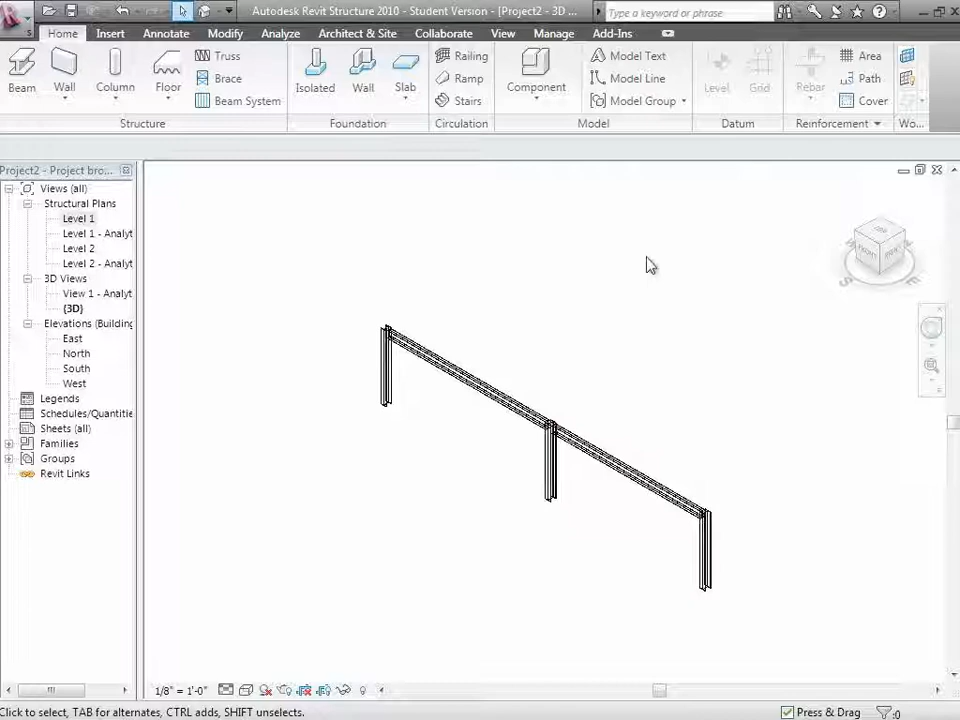 Autodesk Revit Structure 2010 - Student Version - [Project2 - 3D ...
Type a keyword or phrase
Home Insert Annotate Modify Analyze Architect & Site Collaborate View Manage Add-Ins
Beam Wall Column Floor Truss Brace Beam System
Isolated Wall Slab
Railing Ramp Stairs
Component
Model Text Model Line Model Group
Level Grid
Rebar Area Path Cover
Structure Foundation Circulation Model Datum Reinforcement Wo...
Project2 - Project bro...
Views (all)
Structural Plans
Level 1
Level 1 - Analyt
Level 2
Level 2 - Analyt
3D Views
View 1 - Analyt
{3D}
Elevations (Building
East
North
South
West
Legends
Schedules/Quantitie
Sheets (all)
Families
Groups
Revit Links
FRONT
S
1/8" = 1'-0"
Click to select, TAB for alternates, CTRL adds, SHIFT unselects.
Press & Drag
:0